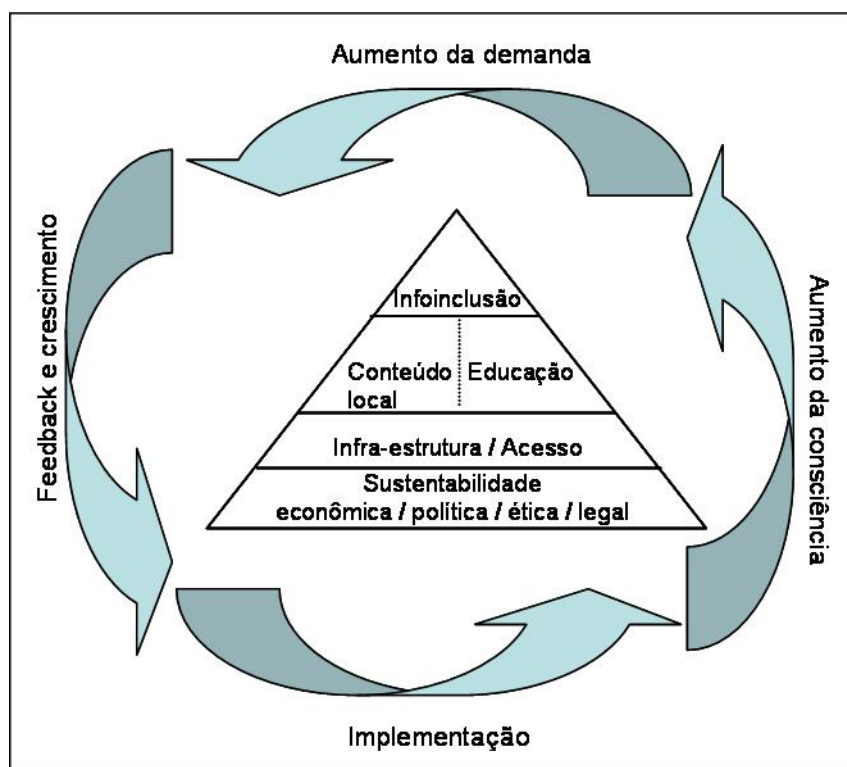 Aumento da demanda
Feedback e crescimento
Infoinclusão
Conteúdo
local
Educação
Infra-estrutura / Acesso
Sustentabilidade
econômica / política / ética / legal
Aumento da consciência
Implementação